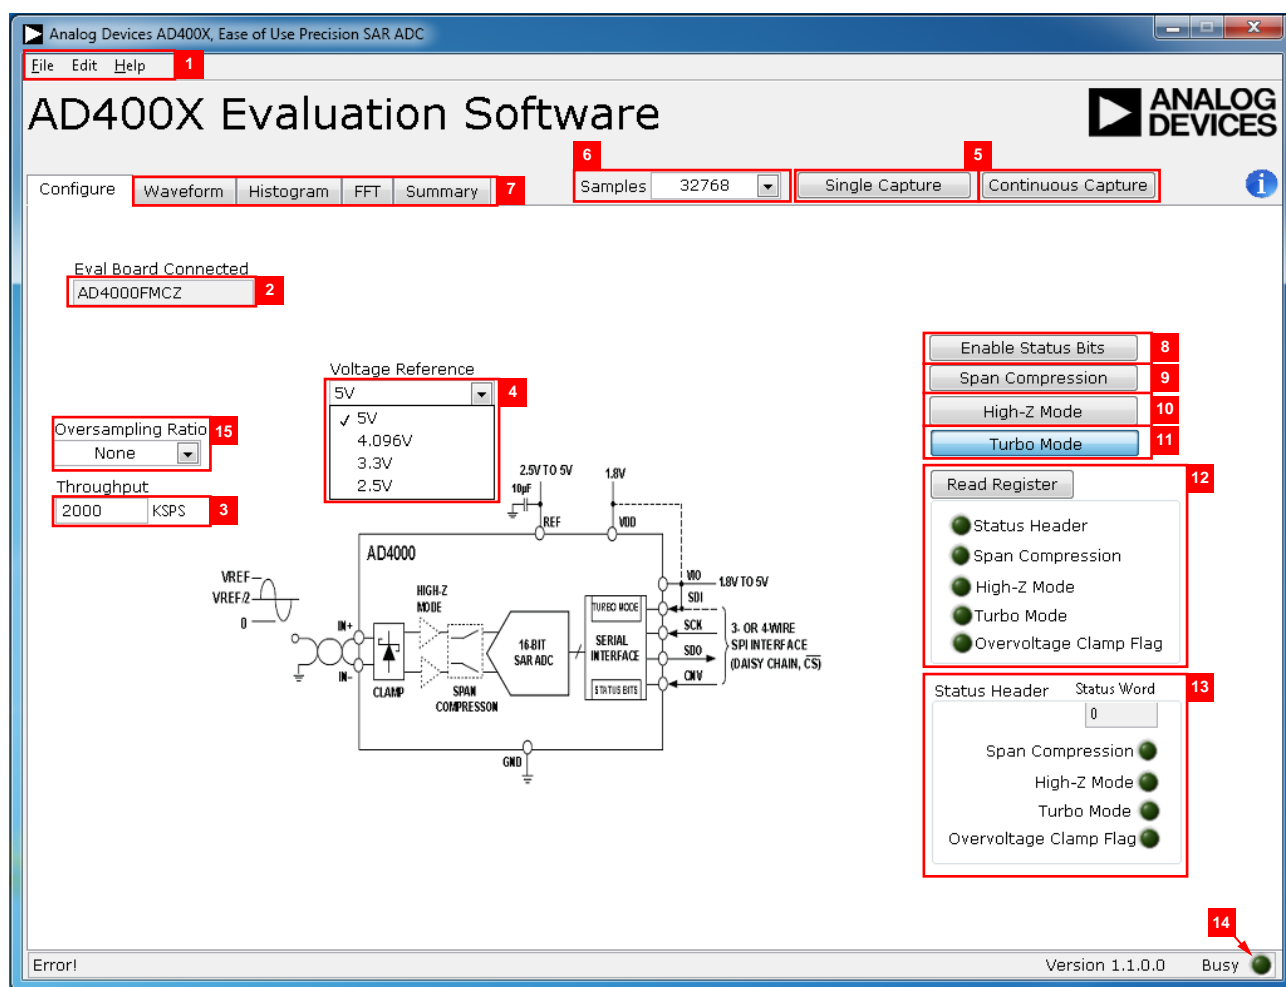 Analog Devices AD400X, Ease of Use Precision SAR ADC
File Edit Help 1
AD400X Evaluation Software
ANALOG
DEVICES
6 5
Configure Waveform Histogram FFT Summary 7 Samples 32768 Single Capture Continuous Capture i
Eval Board Connected
AD4000FMCZ 2
Enable Status Bits 8
Voltage Reference
5V 4
Span Compression 9
✓ 5V
4.096V
3.3V
2.5V
High-Z Mode 10
Oversampling Ratio 15
None
Turbo Mode 11
Throughput
2000 KSPS 3
Read Register 12
Status Header
Span Compression
High-Z Mode
Turbo Mode
Overvoltage Clamp Flag
2.5V TO 5V 1.8V
10µF
REF VDD
AD4000
VREF
VREF/2
0
HIGH-Z
MODE
VIO 1.8V TO 5V
SDI
TURBO MODE
IN+
SCK
16-BIT
SAR ADC
SERIAL
INTERFACE
SDO
3- OR 4-WIRE
SPI INTERFACE
(DAISY CHAIN, CS)
IN–
CNV
CLAMP
SPAN
COMPRESSON
STATUS BITS
GND
Status Header Status Word 13
0
Span Compression
High-Z Mode
Turbo Mode
Overvoltage Clamp Flag
14
Error! Version 1.1.0.0 Busy